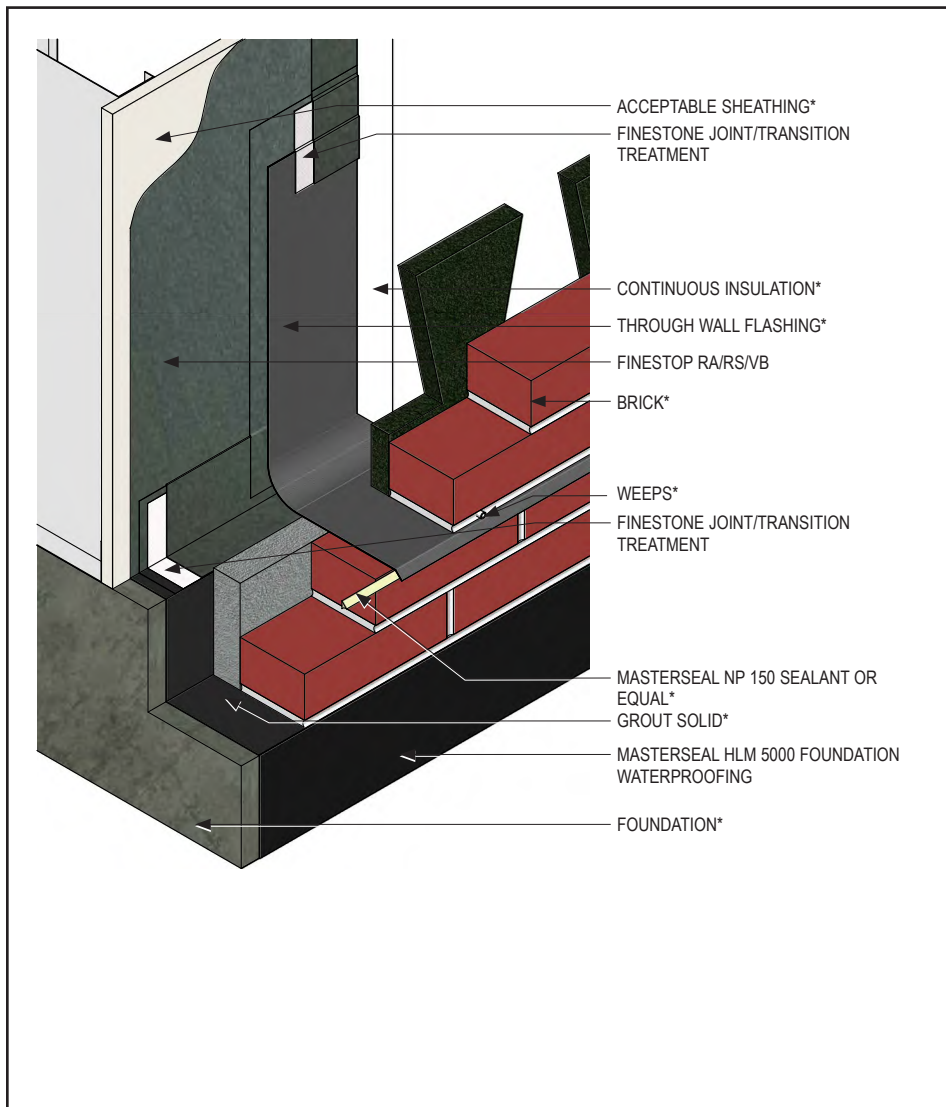 ACCEPTABLE SHEATHING*
FINESTONE JOINT/TRANSITION
TREATMENT
CONTINUOUS INSULATION*
THROUGH WALL FLASHING*
FINESTOP RA/RS/VB
BRICK*
WEEPS*
FINESTONE JOINT/TRANSITION
TREATMENT
MASTERSEAL NP 150 SEALANT OR
EQUAL*
GROUT SOLID*
MASTERSEAL HLM 5000 FOUNDATION
WATERPROOFING
FOUNDATION*